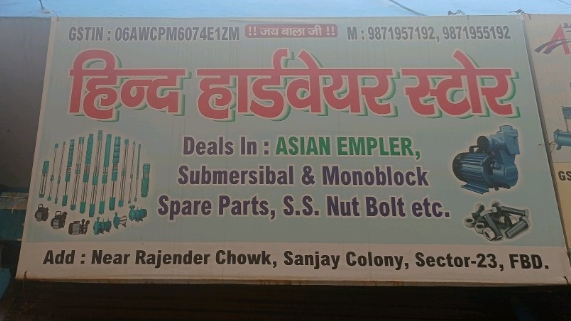 GSTIN : 06AWCPM6074E1ZM !! जय बाला जी !! M : 9871957192, 9871955192
हिन्द हार्डवेयर स्टोर
Deals In : ASIAN EMPLER,
Submersibal & Monoblock
Spare Parts, S.S. Nut Bolt etc.
Add : Near Rajender Chowk, Sanjay Colony, Sector-23, FBD.